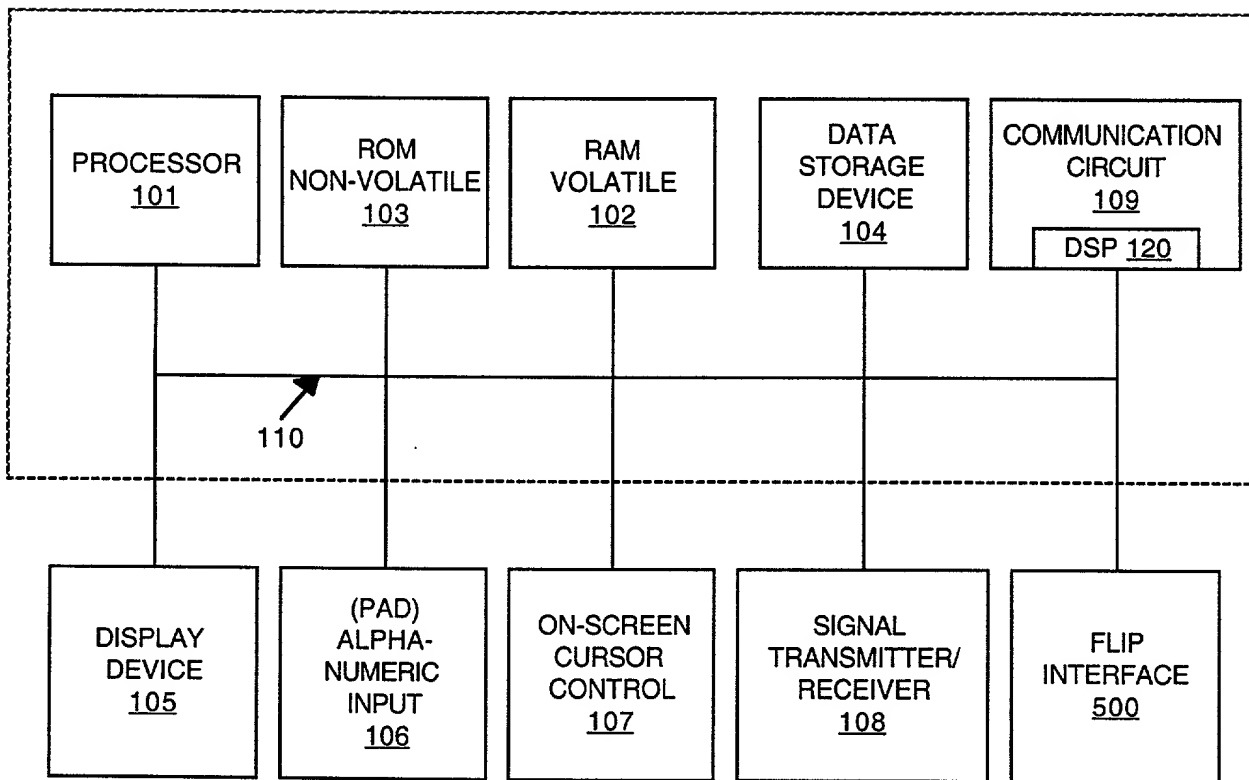 PROCESSOR
101
ROM
NON-VOLATILE
103
RAM
VOLATILE
102
DATA
STORAGE
DEVICE
104
COMMUNICATION
CIRCUIT
109
DSP 120
110
DISPLAY
DEVICE
105
(PAD)
ALPHA-
NUMERIC
INPUT
106
ON-SCREEN
CURSOR
CONTROL
107
SIGNAL
TRANSMITTER/
RECEIVER
108
FLIP
INTERFACE
500